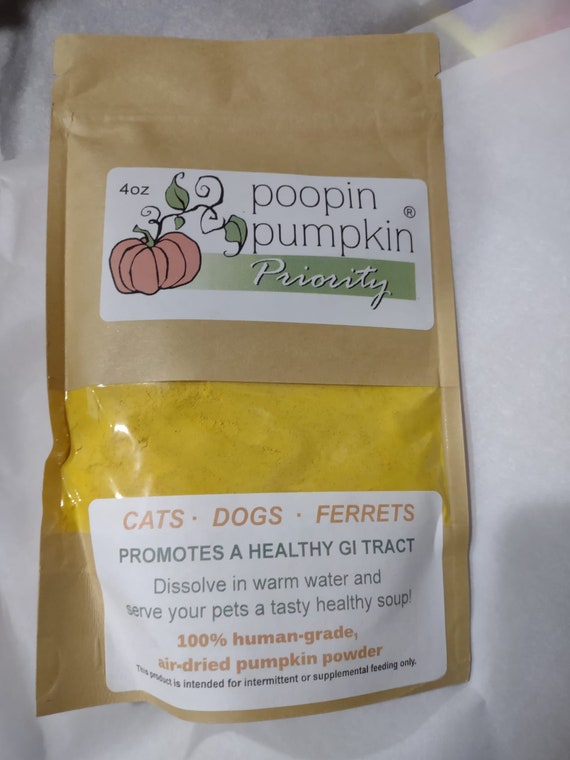 4oz
poopin
pumpkin ®
Priority
CATS · DOGS · FERRETS
PROMOTES A HEALTHY GI TRACT
Dissolve in warm water and
serve your pets a tasty healthy soup!
100% human-grade,
air-dried pumpkin powder
This product is intended for intermittent or supplemental feeding only.